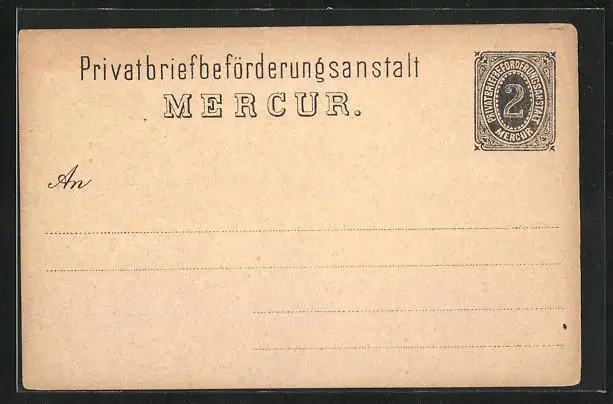 Privatbriefbeförderungsanstalt
MERCUR.
PRIVATBRIEFBEFÖRDERUNGSANSTALT
2
MERCUR
An